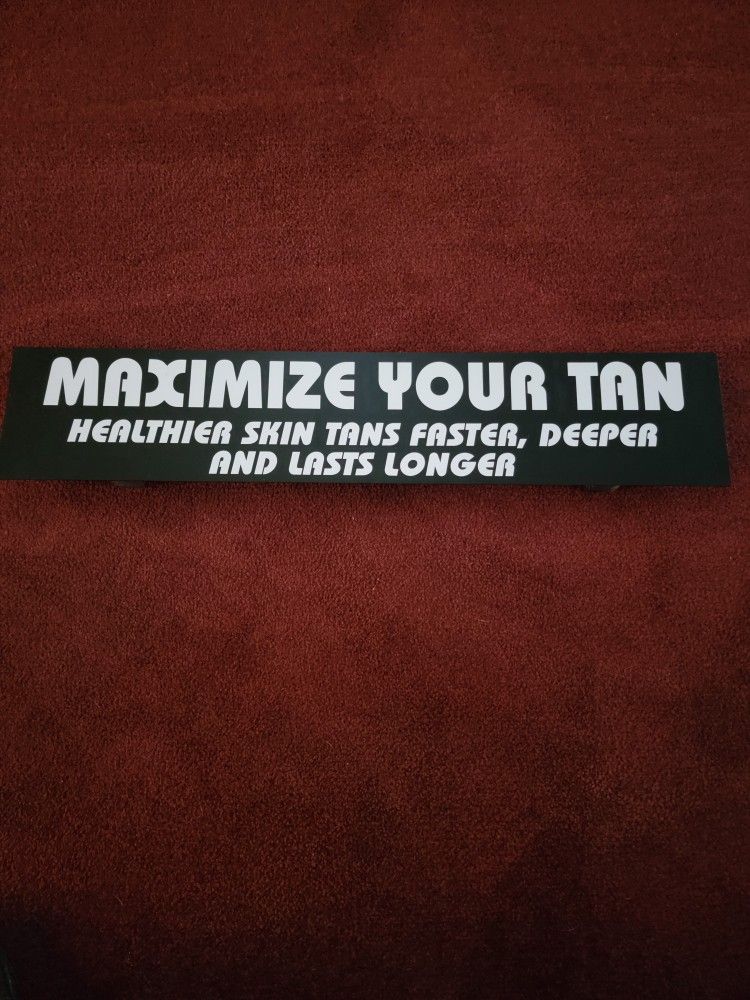 MAXIMIZE YOUR TAN
HEALTHIER SKIN TANS FASTER, DEEPER
AND LASTS LONGER